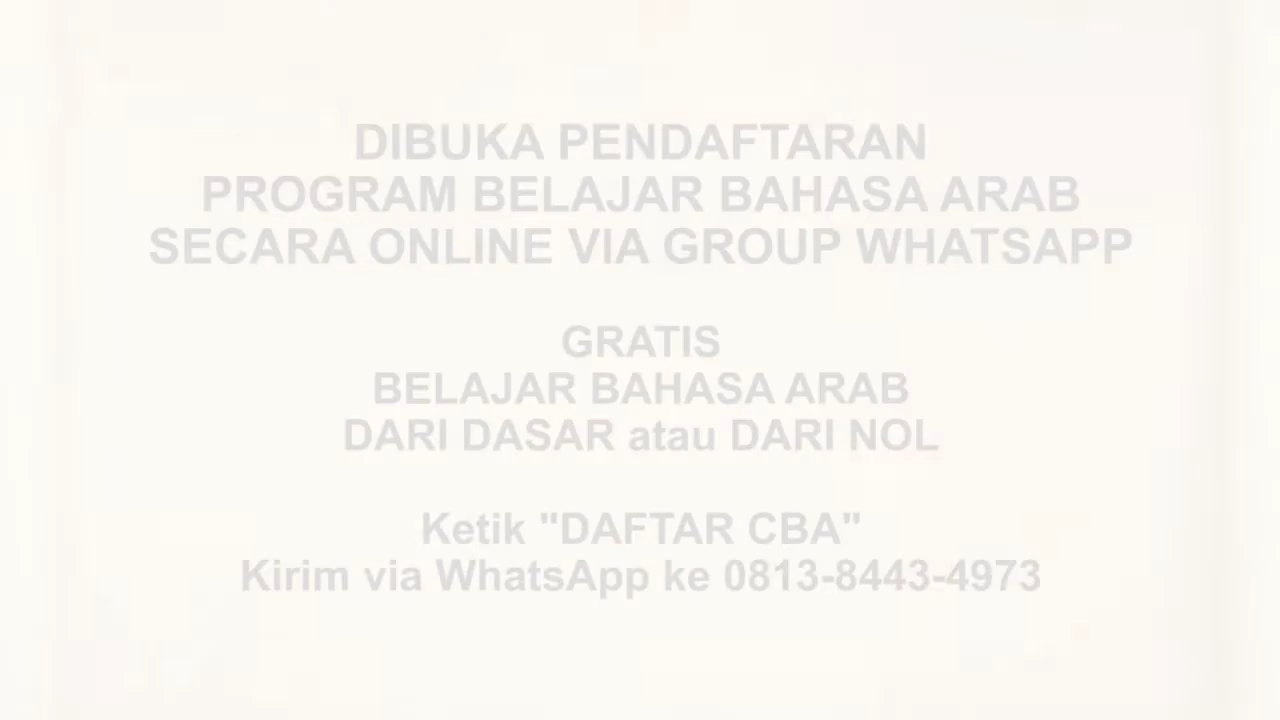 DIBUKA PENDAFTARAN
PROGRAM BELAJAR BAHASA ARAB
SECARA ONLINE VIA GROUP WHATSAPP
GRATIS
BELAJAR BAHASA ARAB
DARI DASAR atau DARI NOL
Ketik "DAFTAR CBA"
Kirim via WhatsApp ke 0813-8443-4973